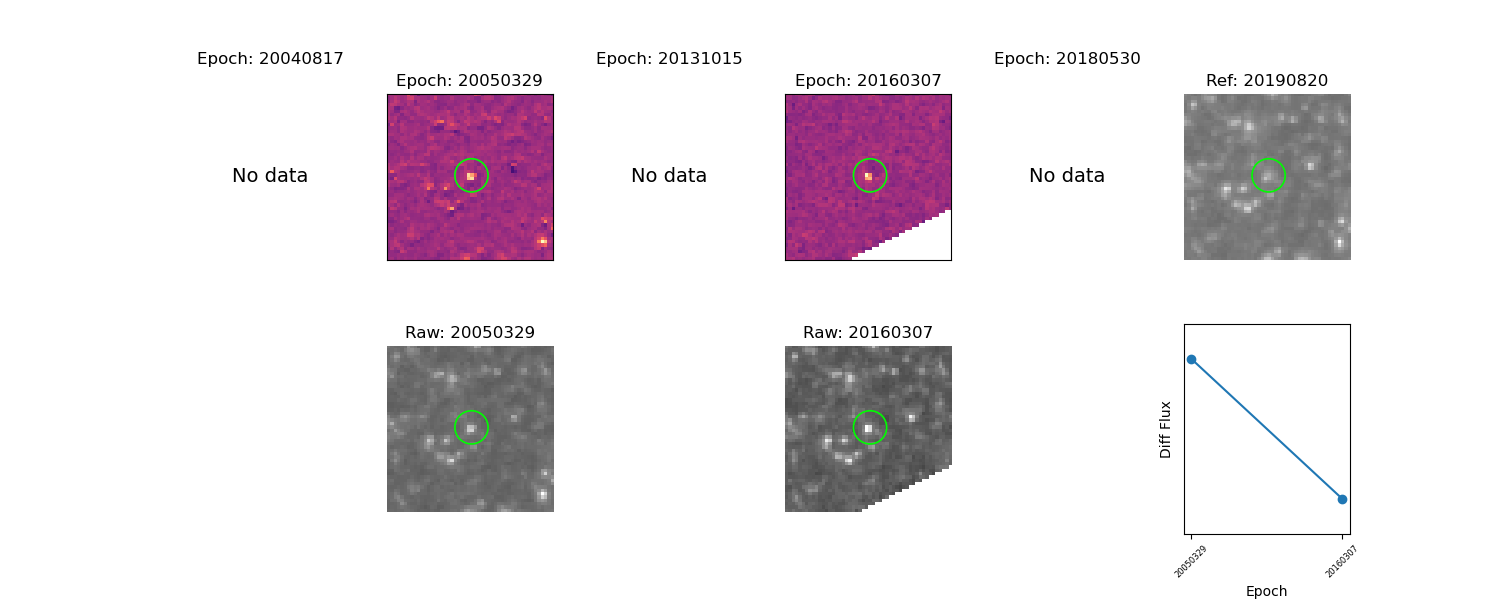 Epoch: 20040817
Epoch: 20050329
Epoch: 20131015
Epoch: 20160307
Epoch: 20180530
Ref: 20190820
No data
No data
No data
Raw: 20050329
Raw: 20160307
Diff Flux
20050329
20160307
Epoch